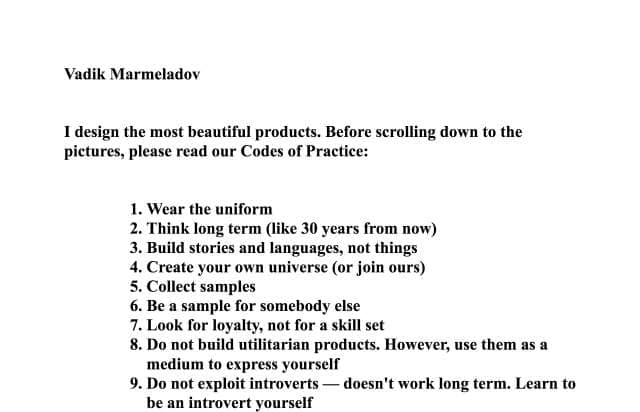 Vadik Marmeladov
I design the most beautiful products. Before scrolling down to the
pictures, please read our Codes of Practice:
1. Wear the uniform
2. Think long term (like 30 years from now)
3. Build stories and languages, not things
4. Create your own universe (or join ours)
5. Collect samples
6. Be a sample for somebody else
7. Look for loyalty, not for a skill set
8. Do not build utilitarian products. However, use them as a
medium to express yourself
9. Do not exploit introverts — doesn't work long term. Learn to
be an introvert yourself